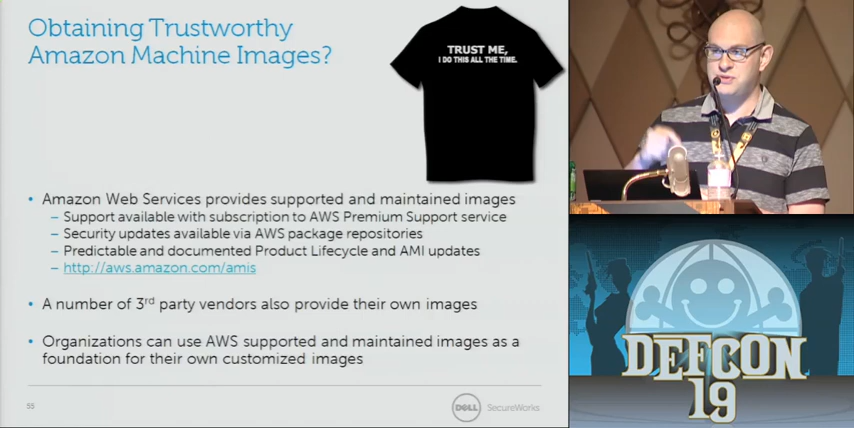 Obtaining Trustworthy
Amazon Machine Images?
TRUST ME,
I DO THIS ALL THE TIME.
• Amazon Web Services provides supported and maintained images
– Support available with subscription to AWS Premium Support service
– Security updates available via AWS package repositories
– Predictable and documented Product Lifecycle and AMI updates
– http://aws.amazon.com/amis
• A number of 3rd party vendors also provide their own images
• Organizations can use AWS supported and maintained images as a
foundation for their own customized images
55
DELL SecureWorks
DEFCON
19